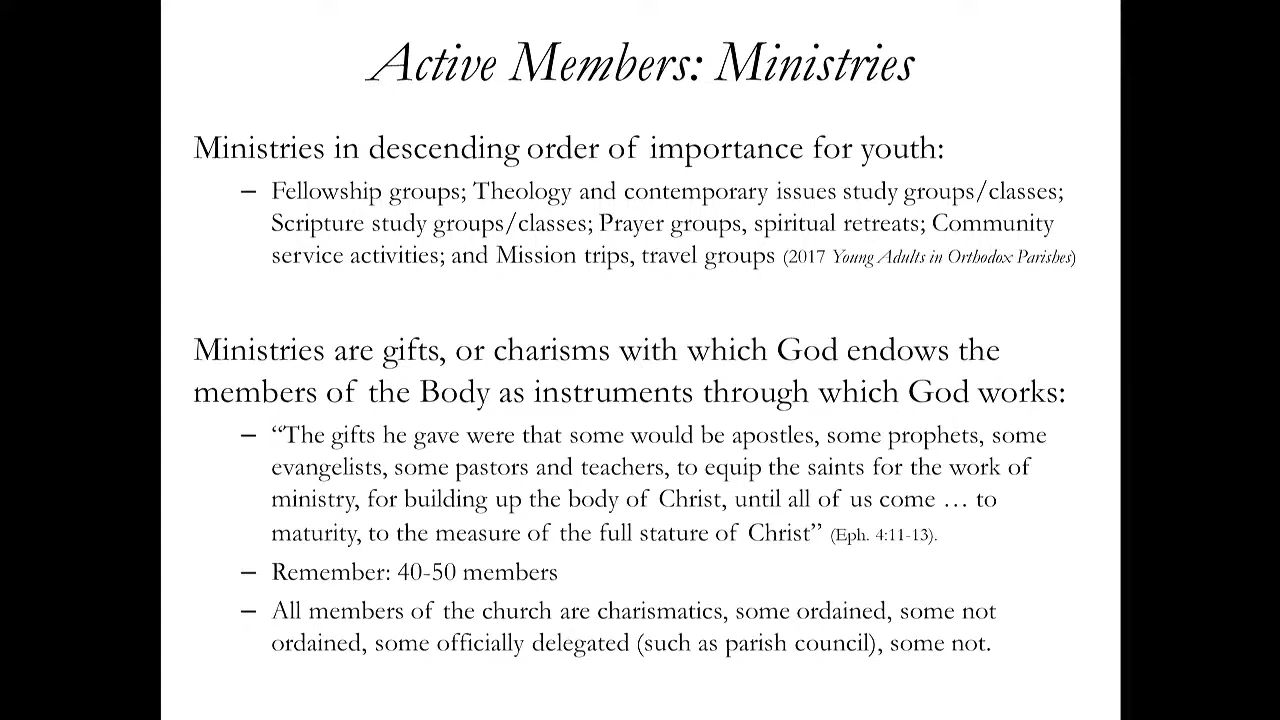 Active Members: Ministries
Ministries in descending order of importance for youth:
– Fellowship groups; Theology and contemporary issues study groups/classes;
Scripture study groups/classes; Prayer groups, spiritual retreats; Community
service activities; and Mission trips, travel groups (2017 Young Adults in Orthodox Parishes)
Ministries are gifts, or charisms with which God endows the
members of the Body as instruments through which God works:
– “The gifts he gave were that some would be apostles, some prophets, some
evangelists, some pastors and teachers, to equip the saints for the work of
ministry, for building up the body of Christ, until all of us come … to
maturity, to the measure of the full stature of Christ” (Eph. 4:11-13).
– Remember: 40-50 members
– All members of the church are charismatics, some ordained, some not
ordained, some officially delegated (such as parish council), some not.